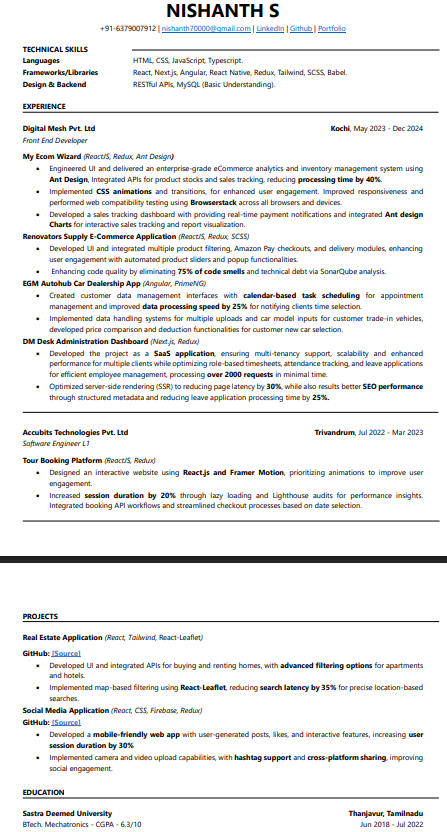 NISHANTH S
+91-6379007912 | nishanth70000@gmail.com | LinkedIn | Github | Portfolio
TECHNICAL SKILLS
Languages HTML, CSS, JavaScript, Typescript.
Frameworks/Libraries React, Next.js, Angular, React Native, Redux, Tailwind, SCSS, Babel.
Design & Backend RESTful APIs, MySQL (Basic Understanding).
EXPERIENCE
Digital Mesh Pvt. Ltd Kochi, May 2023 - Dec 2024
Front End Developer
My Ecom Wizard (ReactJS, Redux, Ant Design)
• Engineered UI and delivered an enterprise-grade eCommerce analytics and inventory management system using
Ant Design, Integrated APIs for product stocks and sales tracking, reducing processing time by 40%.
• Implemented CSS animations and transitions, for enhanced user engagement. Improved responsiveness and
performed web compatibility testing using Browserstack across all browsers and devices.
• Developed a sales tracking dashboard with providing real-time payment notifications and integrated Ant design
Charts for interactive sales tracking and report visualization.
Renovators Supply E-Commerce Application (ReactJS, Redux, SCSS)
• Developed UI and integrated multiple product filtering, Amazon Pay checkouts, and delivery modules, enhancing
user engagement with automated product sliders and popup functionalities.
• Enhancing code quality by eliminating 75% of code smells and technical debt via SonarQube analysis.
EGM Autohub Car Dealership App (Angular, PrimeNG)
• Created customer data management interfaces with calendar-based task scheduling for appointment
management and improved data processing speed by 25% for notifying clients time selection.
• Implemented data handling systems for multiple uploads and car model inputs for customer trade-in vehicles,
developed price comparison and deduction functionalities for customer new car selection.
DM Desk Administration Dashboard (Next.js, Redux)
• Developed the project as a SaaS application, ensuring multi-tenancy support, scalability and enhanced
performance for multiple clients while optimizing role-based timesheets, attendance tracking, and leave applications
for efficient employee management, processing over 2000 requests in minimal time.
• Optimized server-side rendering (SSR) to reducing page latency by 30%, while also results better SEO performance
through structured metadata and reducing leave application processing time by 25%.
Accubits Technologies Pvt. Ltd Trivandrum, Jul 2022 - Mar 2023
Software Engineer L1
Tour Booking Platform (ReactJS, Redux)
• Designed an interactive website using React.js and Framer Motion, prioritizing animations to improve user
engagement.
• Increased session duration by 20% through lazy loading and Lighthouse audits for performance insights.
Integrated booking API workflows and streamlined checkout processes based on date selection.
PROJECTS
Real Estate Application (React, Tailwind, React-Leaflet)
GitHub: [Source]
• Developed UI and integrated APIs for buying and renting homes, with advanced filtering options for apartments
and hotels.
• Implemented map-based filtering using React-Leaflet, reducing search latency by 35% for precise location-based
searches.
Social Media Application (React, CSS, Firebase, Redux)
GitHub: [Source]
• Developed a mobile-friendly web app with user-generated posts, likes, and interactive features, increasing user
session duration by 30%
• Implemented camera and video upload capabilities, with hashtag support and cross-platform sharing, improving
social engagement.
EDUCATION
Sastra Deemed University Thanjavur, Tamilnadu
BTech. Mechatronics - CGPA - 6.3/10 Jun 2018 - Jul 2022